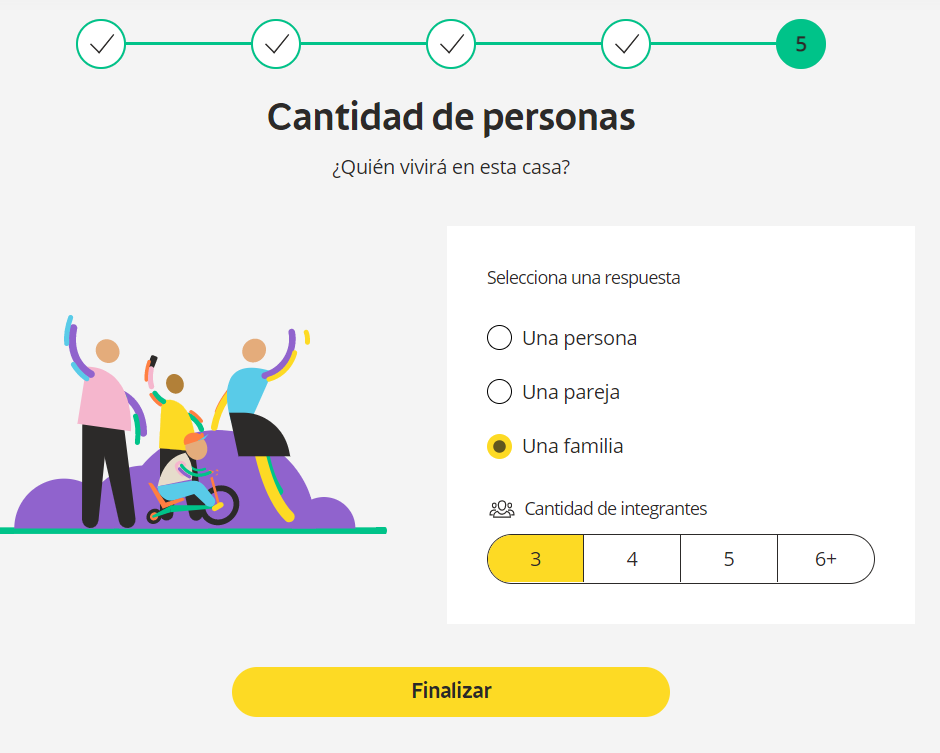 5
Cantidad de personas
¿Quién vivirá en esta casa?
Selecciona una respuesta
Una persona
Una pareja
Una familia
Cantidad de integrantes
3 4 5 6+
Finalizar